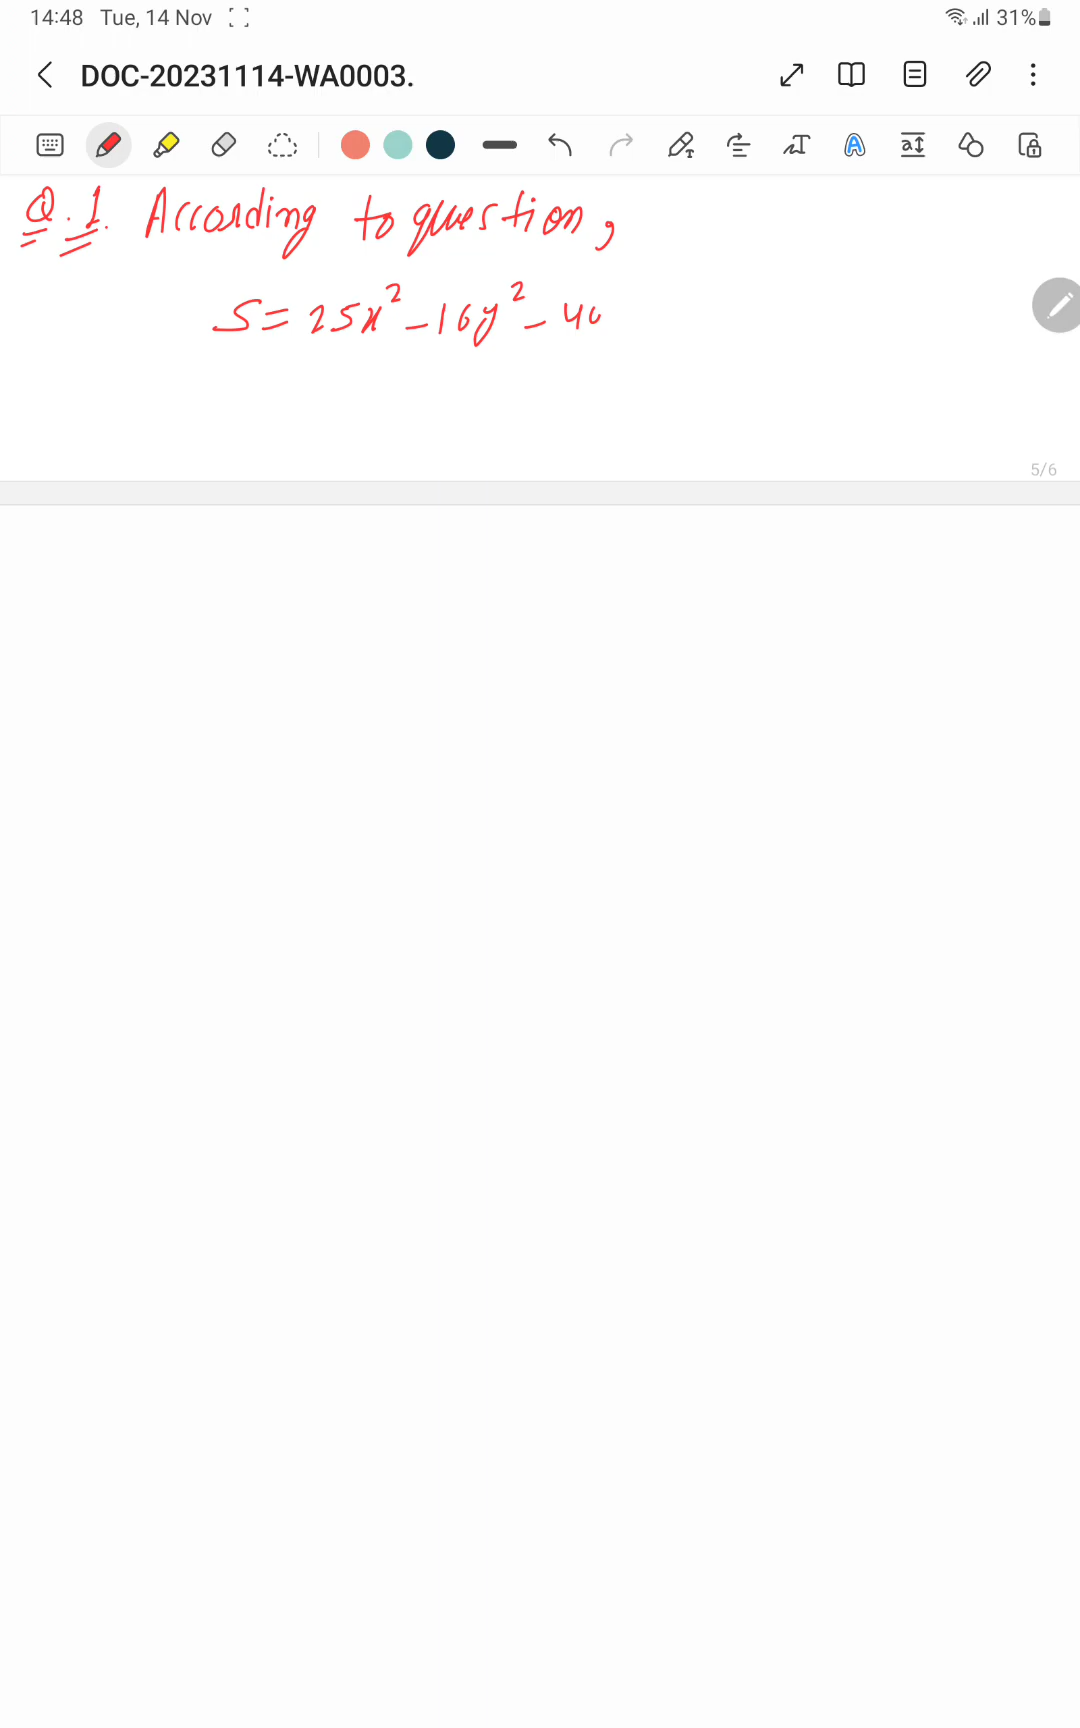 14:48 Tue, 14 Nov 31%
DOC-20231114-WA0003.
Q.1. According to question,
S = 25x² - 16y² - 40
5/6